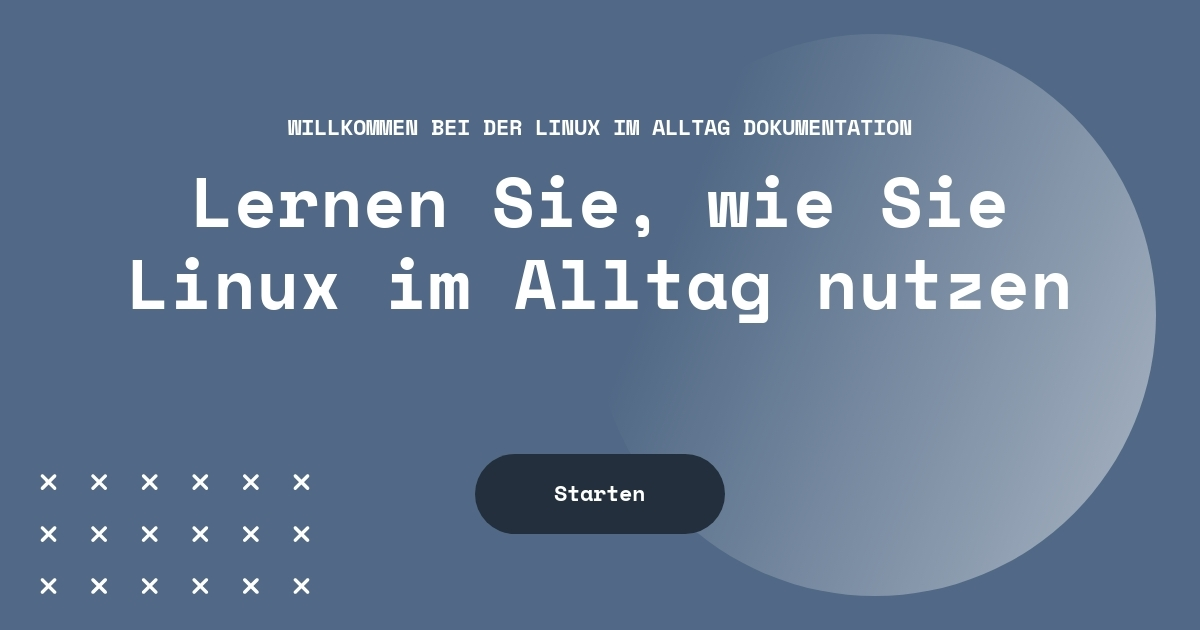 WILLKOMMEN BEI DER LINUX IM ALLTAG DOKUMENTATION
Lernen Sie, wie Sie
Linux im Alltag nutzen
Starten